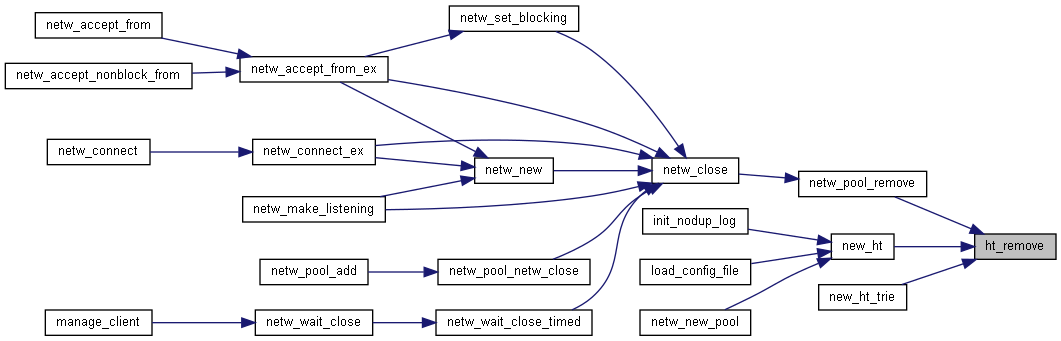 netw_set_blocking
netw_accept_from
netw_accept_from_ex
netw_accept_nonblock_from
netw_connect
netw_connect_ex
netw_new
netw_close
netw_pool_remove
netw_make_listening
init_nodup_log
new_ht
ht_remove
netw_pool_add
netw_pool_netw_close
load_config_file
new_ht_trie
manage_client
netw_wait_close
netw_wait_close_timed
netw_new_pool